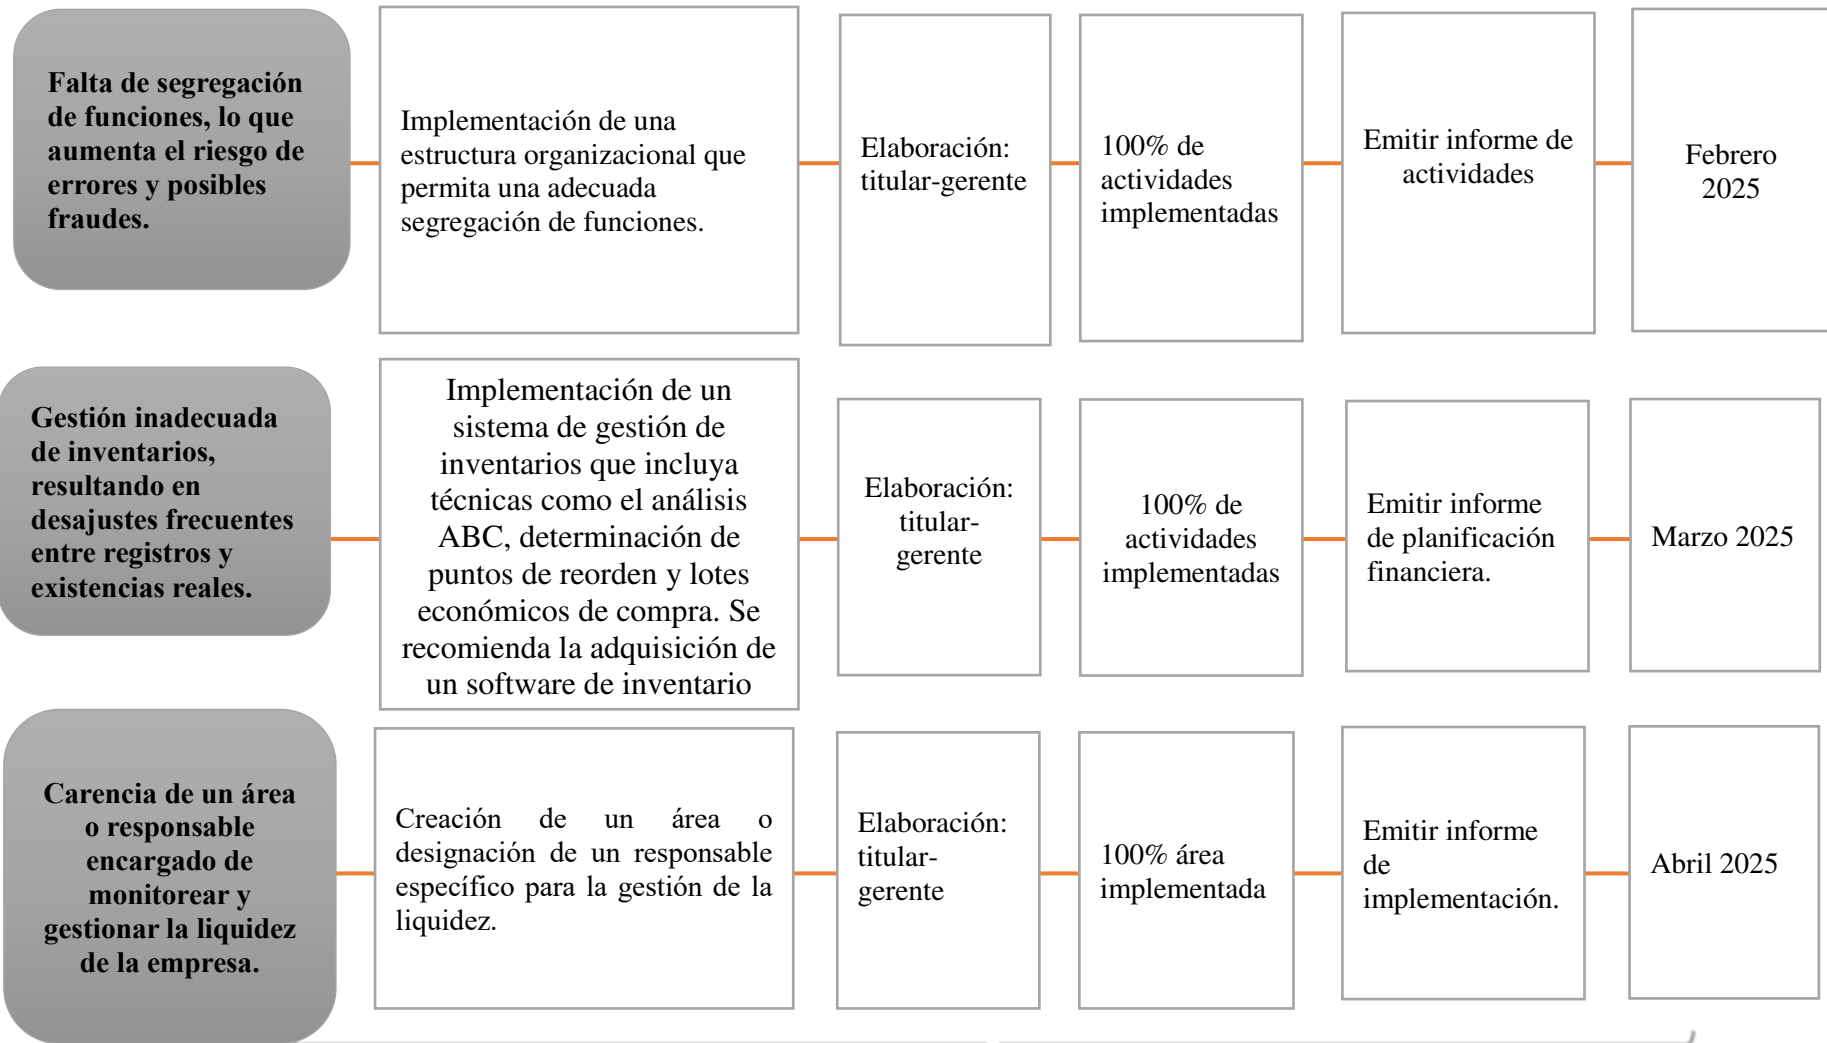 Falta de segregación
de funciones, lo que
aumenta el riesgo de
errores y posibles
fraudes.
Implementación de una
estructura organizacional que
permita una adecuada
segregación de funciones.
Elaboración:
titular-gerente
100% de
actividades
implementadas
Emitir informe de
actividades
Febrero
2025
Gestión inadecuada
de inventarios,
resultando en
desajustes frecuentes
entre registros y
existencias reales.
Implementación de un
sistema de gestión de
inventarios que incluya
técnicas como el análisis
ABC, determinación de
puntos de reorden y lotes
económicos de compra. Se
recomienda la adquisición de
un software de inventario
Elaboración:
titular-
gerente
100% de
actividades
implementadas
Emitir informe
de planificación
financiera.
Marzo 2025
Carencia de un área
o responsable
encargado de
monitorear y
gestionar la liquidez
de la empresa.
Creación de un área o
designación de un responsable
específico para la gestión de la
liquidez.
Elaboración:
titular-
gerente
100% área
implementada
Emitir informe
de
implementación.
Abril 2025